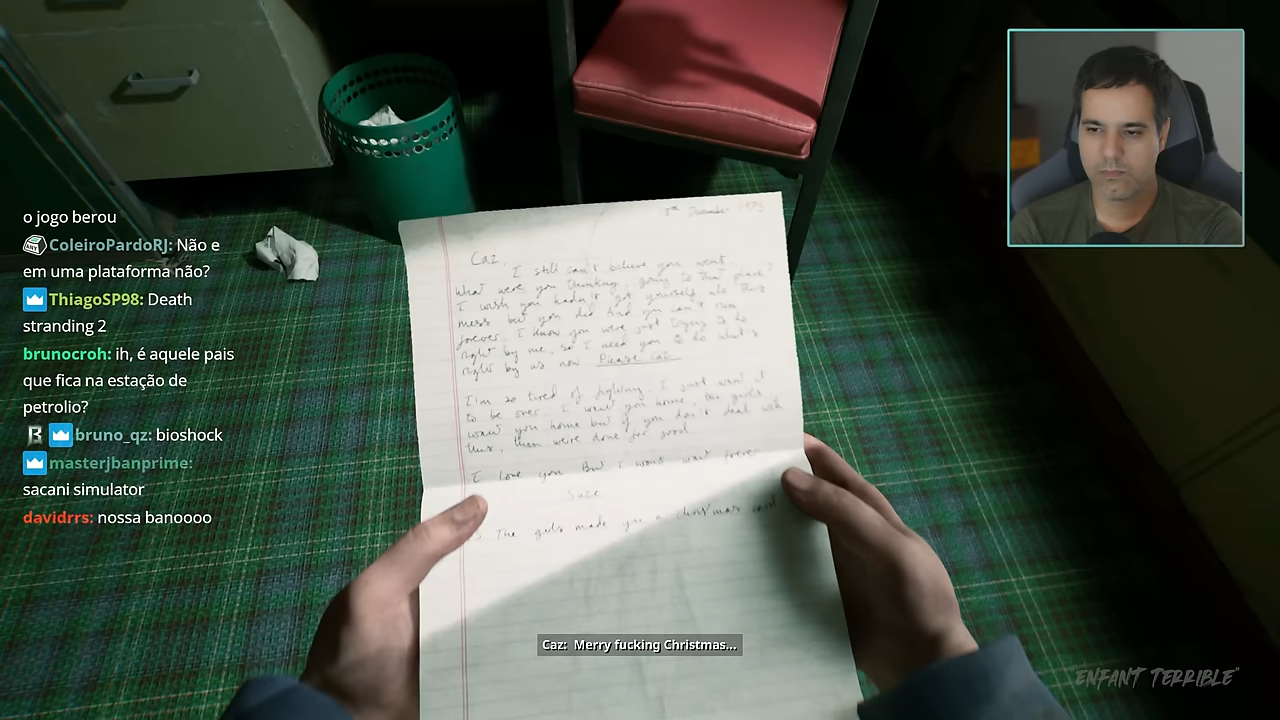 o jogo berou
ColeiroPardoRJ: Não e
em uma plataforma não?
ThiagoSP98: Death
stranding 2
brunocroh: ih, é aquele pais
que fica na estação de
petrolio?
bruno_qz: bioshock
masterjbanprime:
sacani simulator
davidrrs: nossa banoooo
December 1975
Caz,
I still can't believe you went.
What were you thinking, going to that place?
I wish you hadn't got yourself into this
mess but you did. And you can't run
forever. I know you were just trying to do
right by me, so I need you to do what's
right by us now. Please Caz.
I'm so tired of fighting. I just want it
to be over. I want you home, the girls
want you home but if you don't deal with
this, then we're done for good.
I love you. But I won't wait forever.
Suze
P.S. The girls made you a Christmas card
Caz: Merry fucking Christmas...
"ENFANT TERRIBLE"